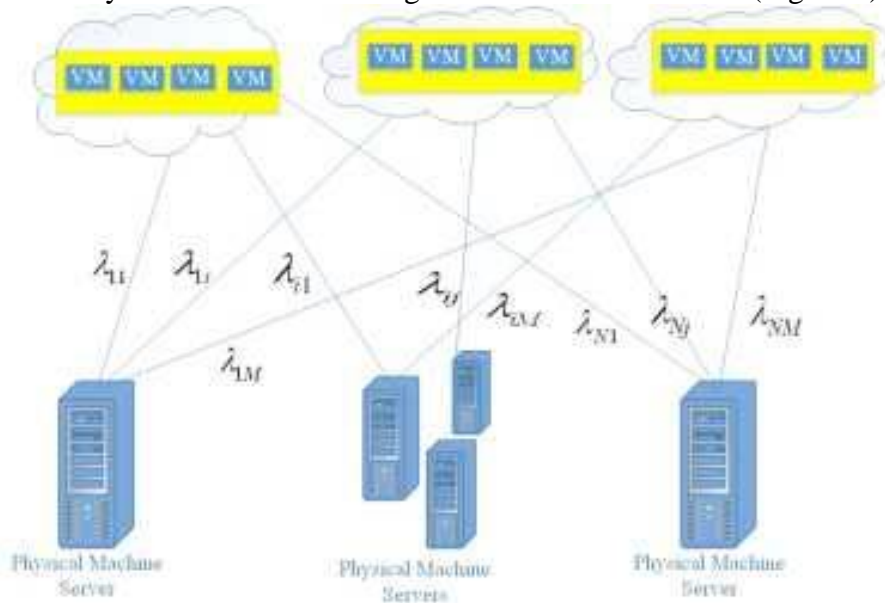 VM VM VM VM VM VM VM VM VM VM VM VM
λ11 λ1i λi1 λij λiM λN1 λNj λNM
λ1M
Physical Machine Server
Physical Machine Servers
Physical Machine Server